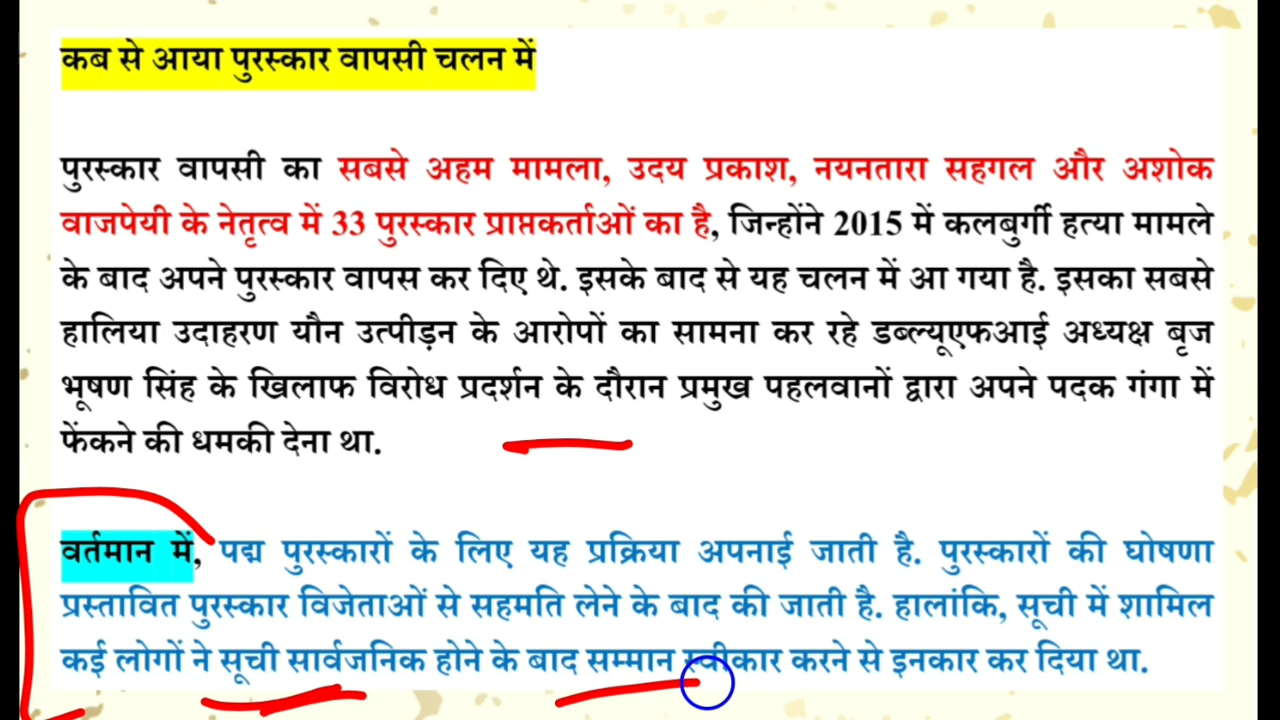 कब से आया पुरस्कार वापसी चलन में
पुरस्कार वापसी का सबसे अहम मामला, उदय प्रकाश, नयनतारा सहगल और अशोक
वाजपेयी के नेतृत्व में 33 पुरस्कार प्राप्तकर्ताओं का है, जिन्होंने 2015 में कलबुर्गी हत्या मामले
के बाद अपने पुरस्कार वापस कर दिए थे. इसके बाद से यह चलन में आ गया है. इसका सबसे
हालिया उदाहरण यौन उत्पीड़न के आरोपों का सामना कर रहे डब्ल्यूएफआई अध्यक्ष बृज
भूषण सिंह के खिलाफ विरोध प्रदर्शन के दौरान प्रमुख पहलवानों द्वारा अपने पदक गंगा में
फेंकने की धमकी देना था.
वर्तमान में, पद्म पुरस्कारों के लिए यह प्रक्रिया अपनाई जाती है. पुरस्कारों की घोषणा
प्रस्तावित पुरस्कार विजेताओं से सहमति लेने के बाद की जाती है. हालांकि, सूची में शामिल
कई लोगों ने सूची सार्वजनिक होने के बाद सम्मान स्वीकार करने से इनकार कर दिया था.